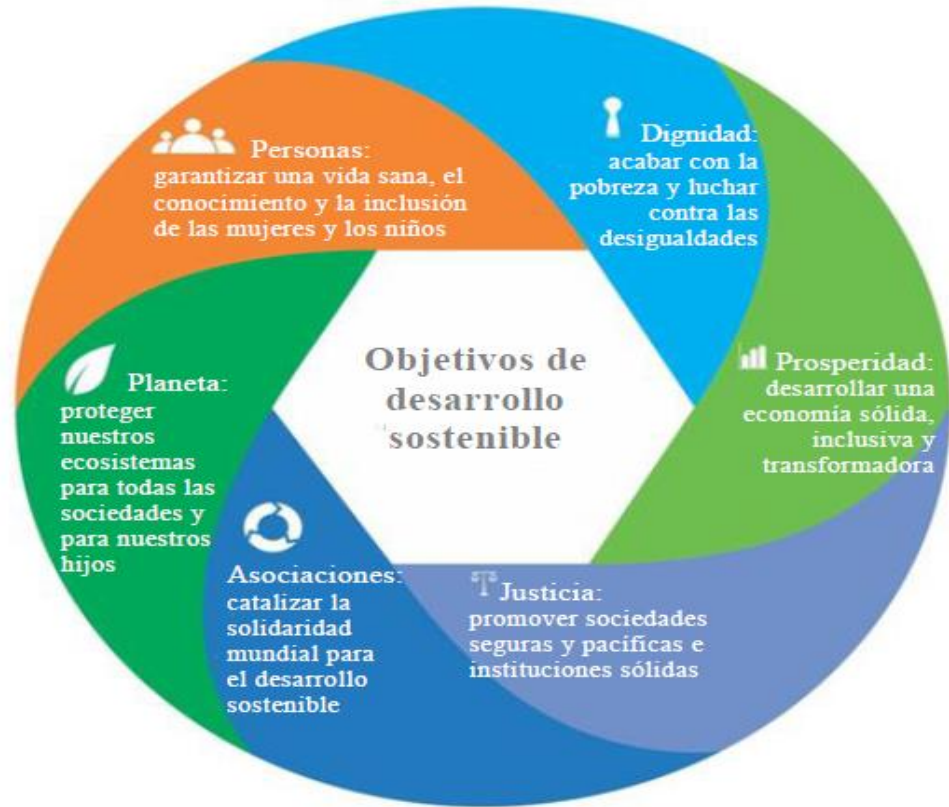 Objetivos de
desarrollo
sostenible
Dignidad:
acabar con la
pobreza y luchar
contra las
desigualdades
Prosperidad:
desarrollar una
economía sólida,
inclusiva y
transformadora
Justicia:
promover sociedades
seguras y pacíficas e
instituciones sólidas
Asociaciones:
catalizar la
solidaridad
mundial para
el desarrollo
sostenible
Planeta:
proteger
nuestros
ecosistemas
para todas las
sociedades y
para nuestros
hijos
Personas:
garantizar una vida sana, el
conocimiento y la inclusión
de las mujeres y los niños